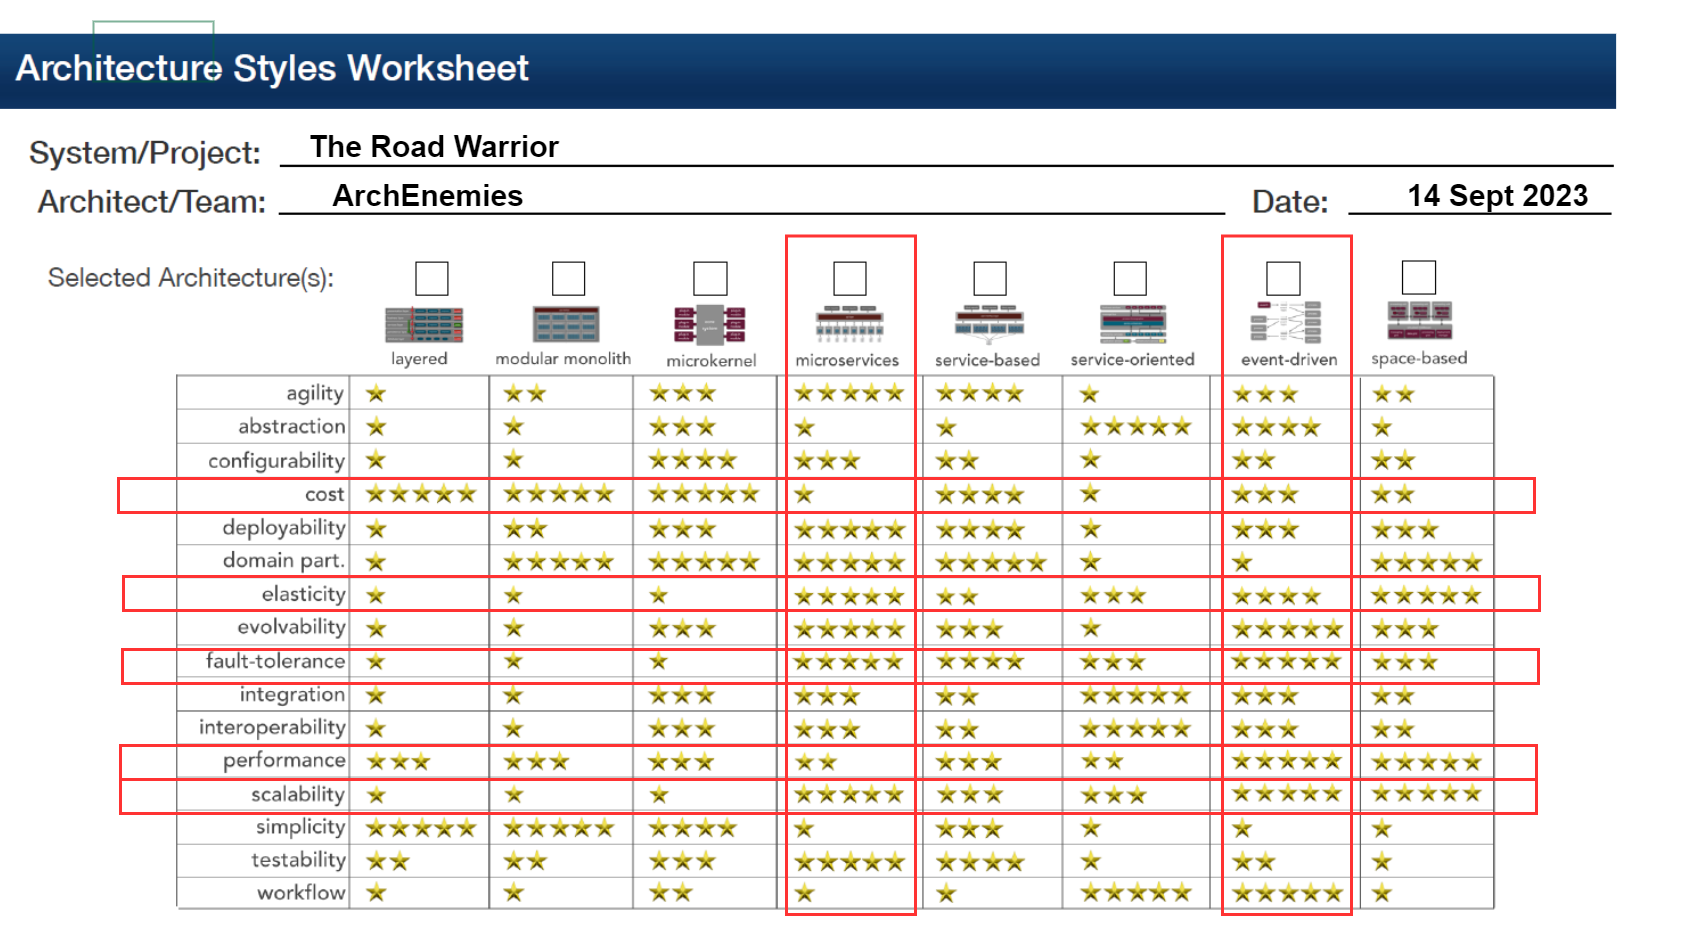 Architecture Styles Worksheet
System/Project: The Road Warrior
Architect/Team: ArchEnemies Date: 14 Sept 2023
Selected Architecture(s):
layered modular monolith microkernel microservices service-based service-oriented event-driven space-based
agility
abstraction
configurability
cost
deployability
domain part.
elasticity
evolvability
fault-tolerance
integration
interoperability
performance
scalability
simplicity
testability
workflow